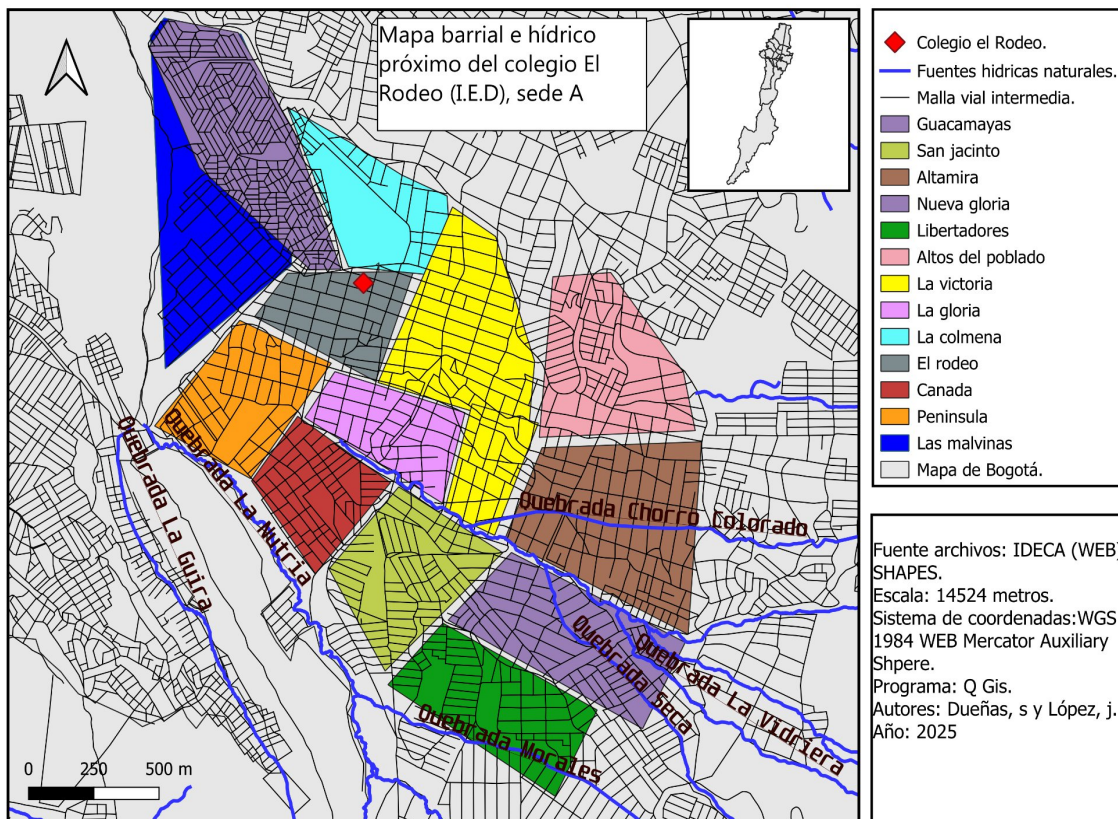 Mapa barrial e hídrico
próximo del colegio El
Rodeo (I.E.D), sede A
Quebrada La Guira
Quebrada La Nutria
Quebrada Chorro Colorado
Quebrada Seca
Quebrada La Vidriera
Quebrada Morales
0 250 500 m
Colegio el Rodeo.
Fuentes hidricas naturales.
Malla vial intermedia.
Guacamayas
San jacinto
Altamira
Nueva gloria
Libertadores
Altos del poblado
La victoria
La gloria
La colmena
El rodeo
Canada
Peninsula
Las malvinas
Mapa de Bogotá.
Fuente archivos: IDECA (WEB)
SHAPES.
Escala: 14524 metros.
Sistema de coordenadas:WGS
1984 WEB Mercator Auxiliary
Shpere.
Programa: Q Gis.
Autores: Dueñas, s y López, j.
Año: 2025